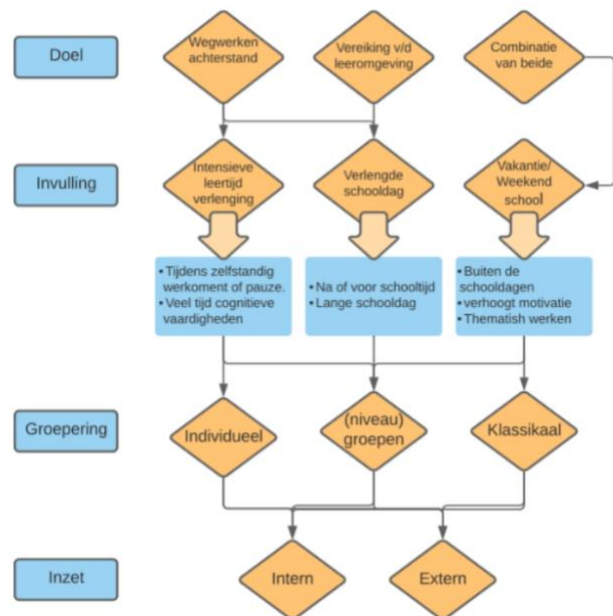 Doel
Wegwerken
achterstand
Vereiking v/d
leeromgeving
Combinatie
van beide
Invulling
Intensieve
leertijd
verlenging
Verlengde
schooldag
Vakantie/
Weekend
school
• Tijdens zelfstandig
werkoment of pauze.
• Veel tijd cognitieve
vaardigheden
• Na of voor schooltijd
• Lange schooldag
• Buiten de
schooldagen
• verhoogt motivatie
• Thematish werken
Groepering
Individueel
(niveau)
groepen
Klassikaal
Inzet
Intern
Extern